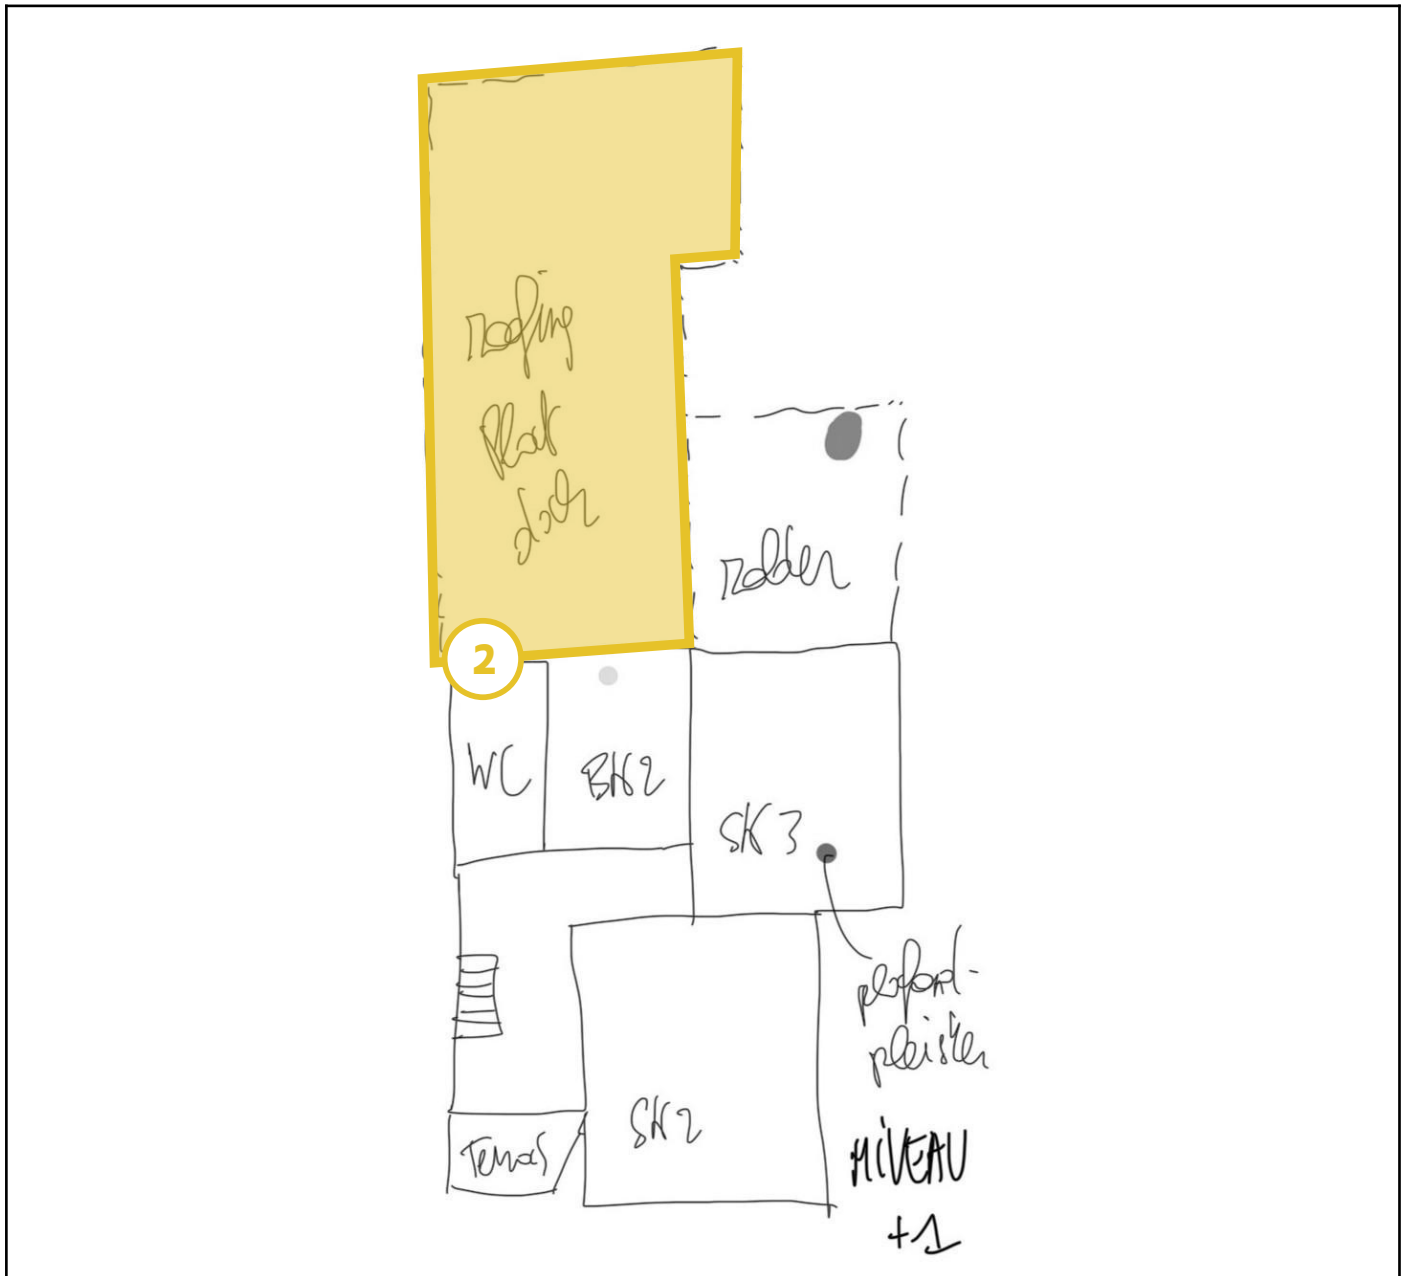 roofing
Plat
dak
zolder
2
WC
BK2
SK3
plafond-
pleister
SK2
Terras
NIVEAU
+1